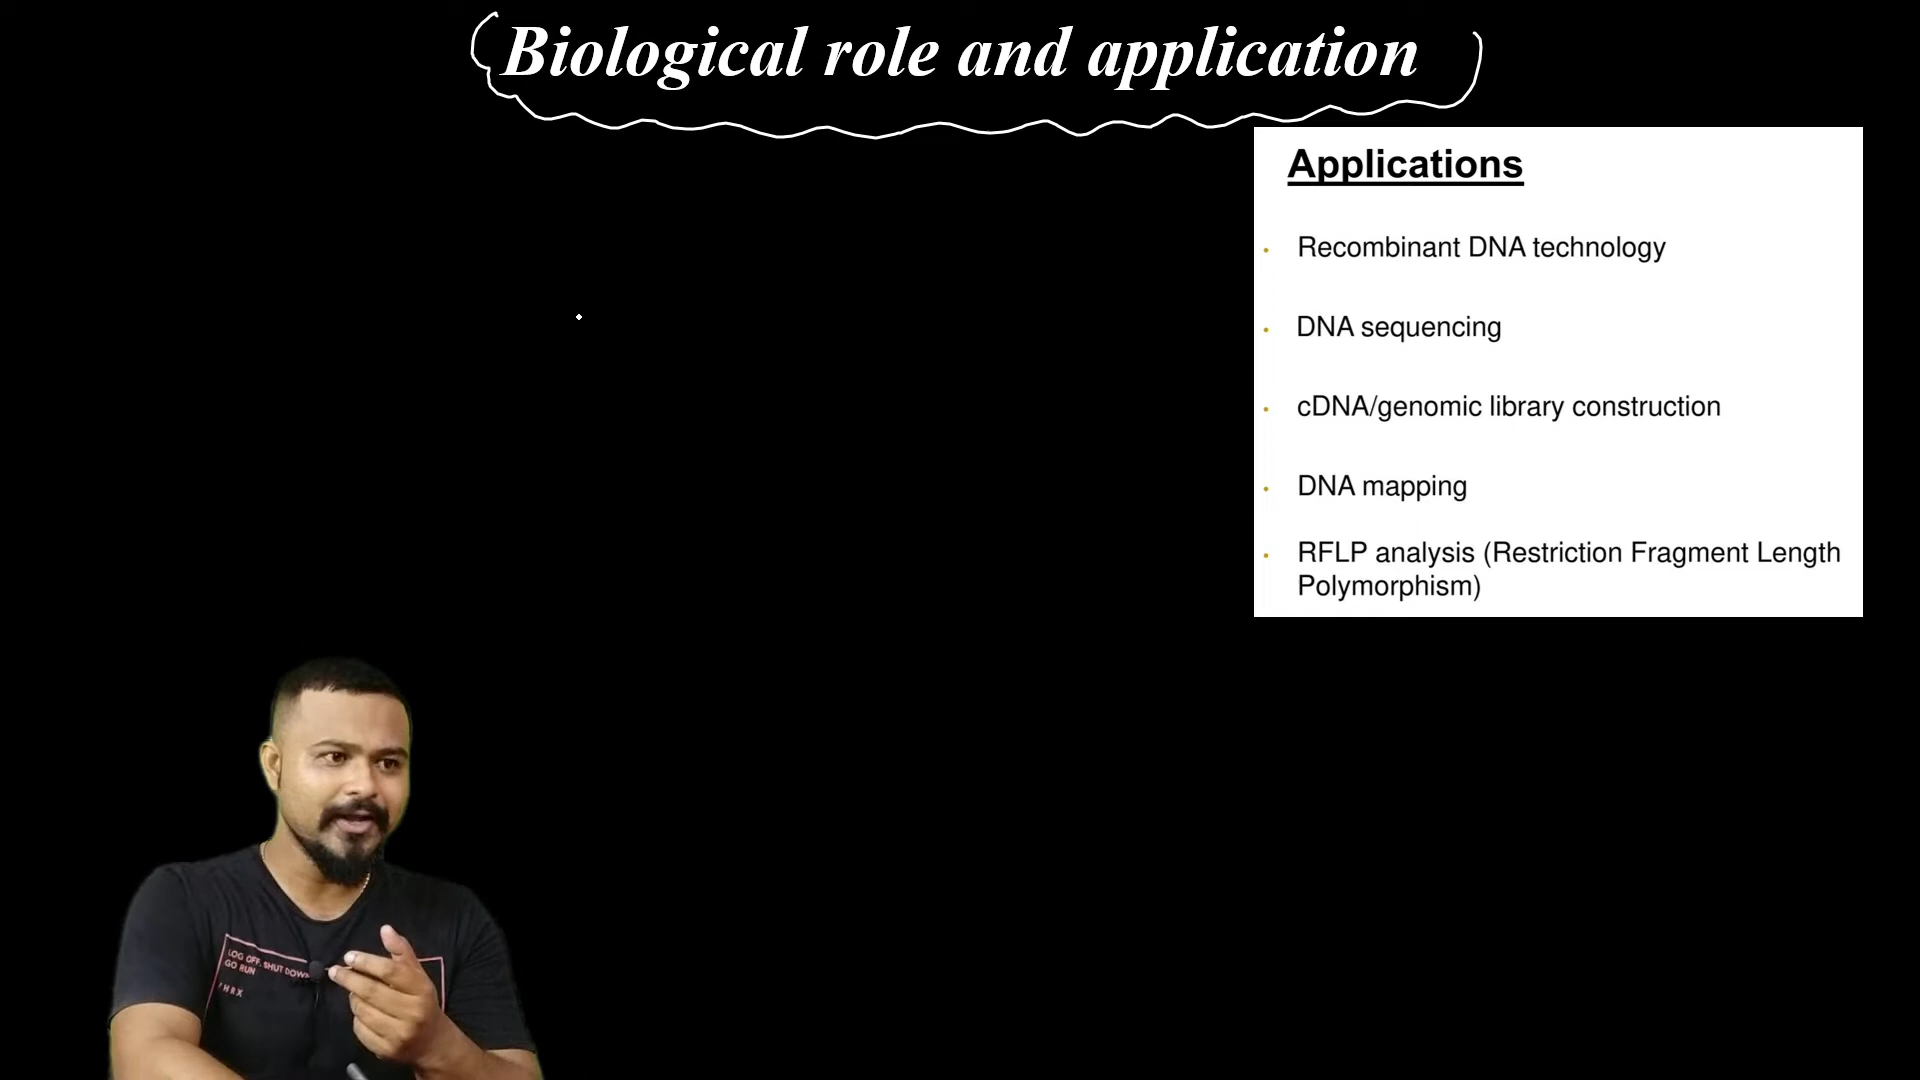 Biological role and application
Applications
• Recombinant DNA technology
• DNA sequencing
• cDNA/genomic library construction
• DNA mapping
• RFLP analysis (Restriction Fragment Length
Polymorphism)
LOG OFF. SHUT DOWN
GO RUN